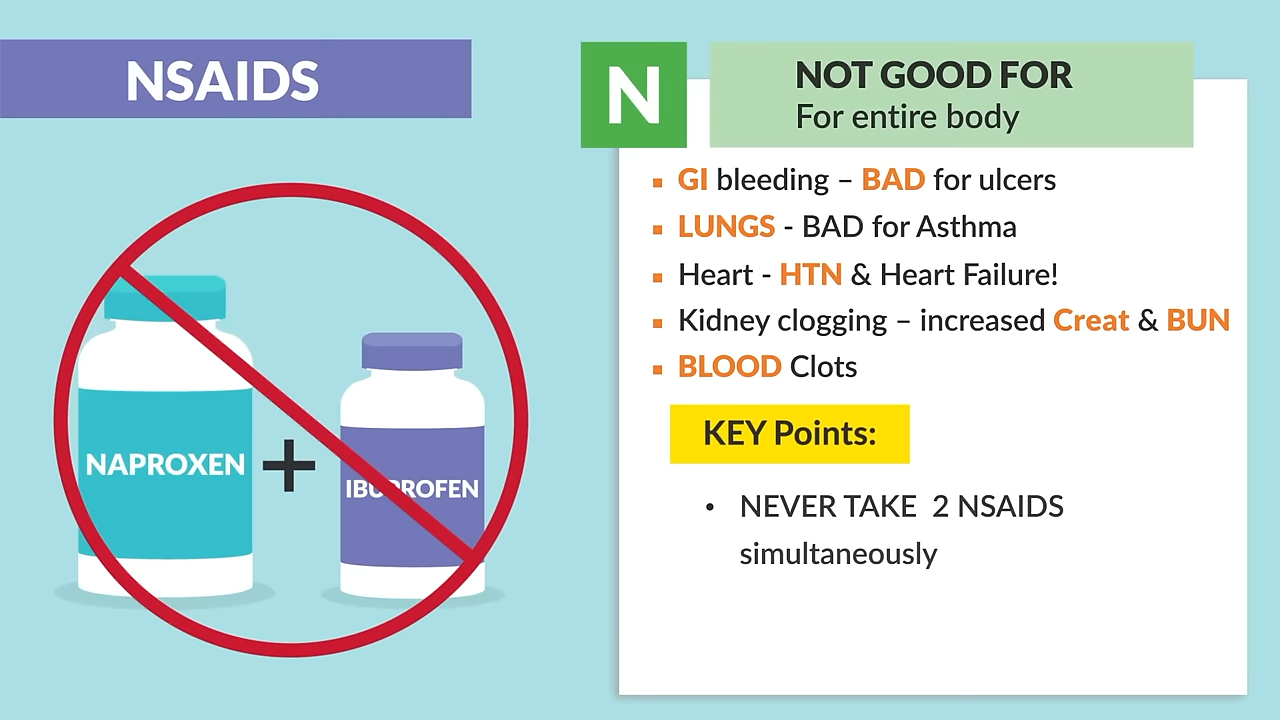 NSAIDS
N
NOT GOOD FOR
For entire body
▪ GI bleeding – BAD for ulcers
▪ LUNGS - BAD for Asthma
▪ Heart - HTN & Heart Failure!
▪ Kidney clogging – increased Creat & BUN
▪ BLOOD Clots
KEY Points:
• NEVER TAKE 2 NSAIDS
simultaneously
NAPROXEN
+
IBUPROFEN